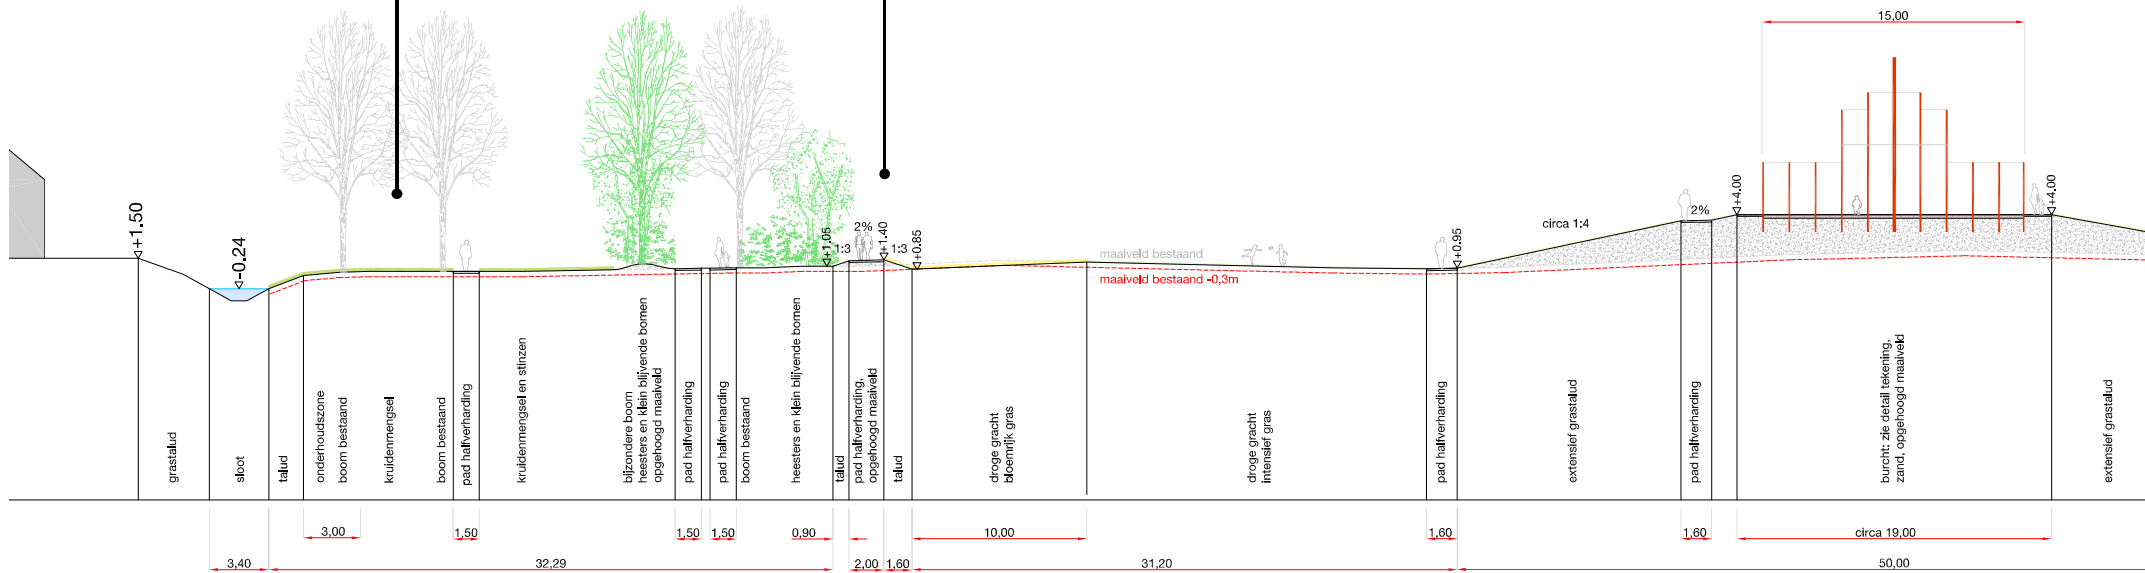 15,00
+1.50
-0.24
+1.05
1:3
2%
+1.40
1:3
+0.85
maaiveld bestaand
maaiveld bestaand -0,3m
+0.95
circa 1:4
2%
+4.00
+4.00
grastalud
sloot
talud
onderhoudszone
boom bestaand
kruidenmengsel
boom bestaand
pad halfverharding
kruidenmengsel en stinzen
bijzondere boom
heesters en klein blijvende bomen
opgehoogd maaiveld
pad halfverharding
pad halfverharding
boom bestaand
heesters en klein blijvende bomen
talud
pad halfverharding,
opgehoogd maaiveld
talud
droge gracht
bloemrijk gras
droge gracht
intensief gras
pad halfverharding
extensief grastalud
pad halfverharding
burcht: zie detail tekening,
zand, opgehoogd maaiveld
extensief grastalud
3,00
1,50
1,50
1,50
0,90
10,00
1,60
1,60
circa 19,00
3,40
32,29
2,00
1,60
31,20
50,00